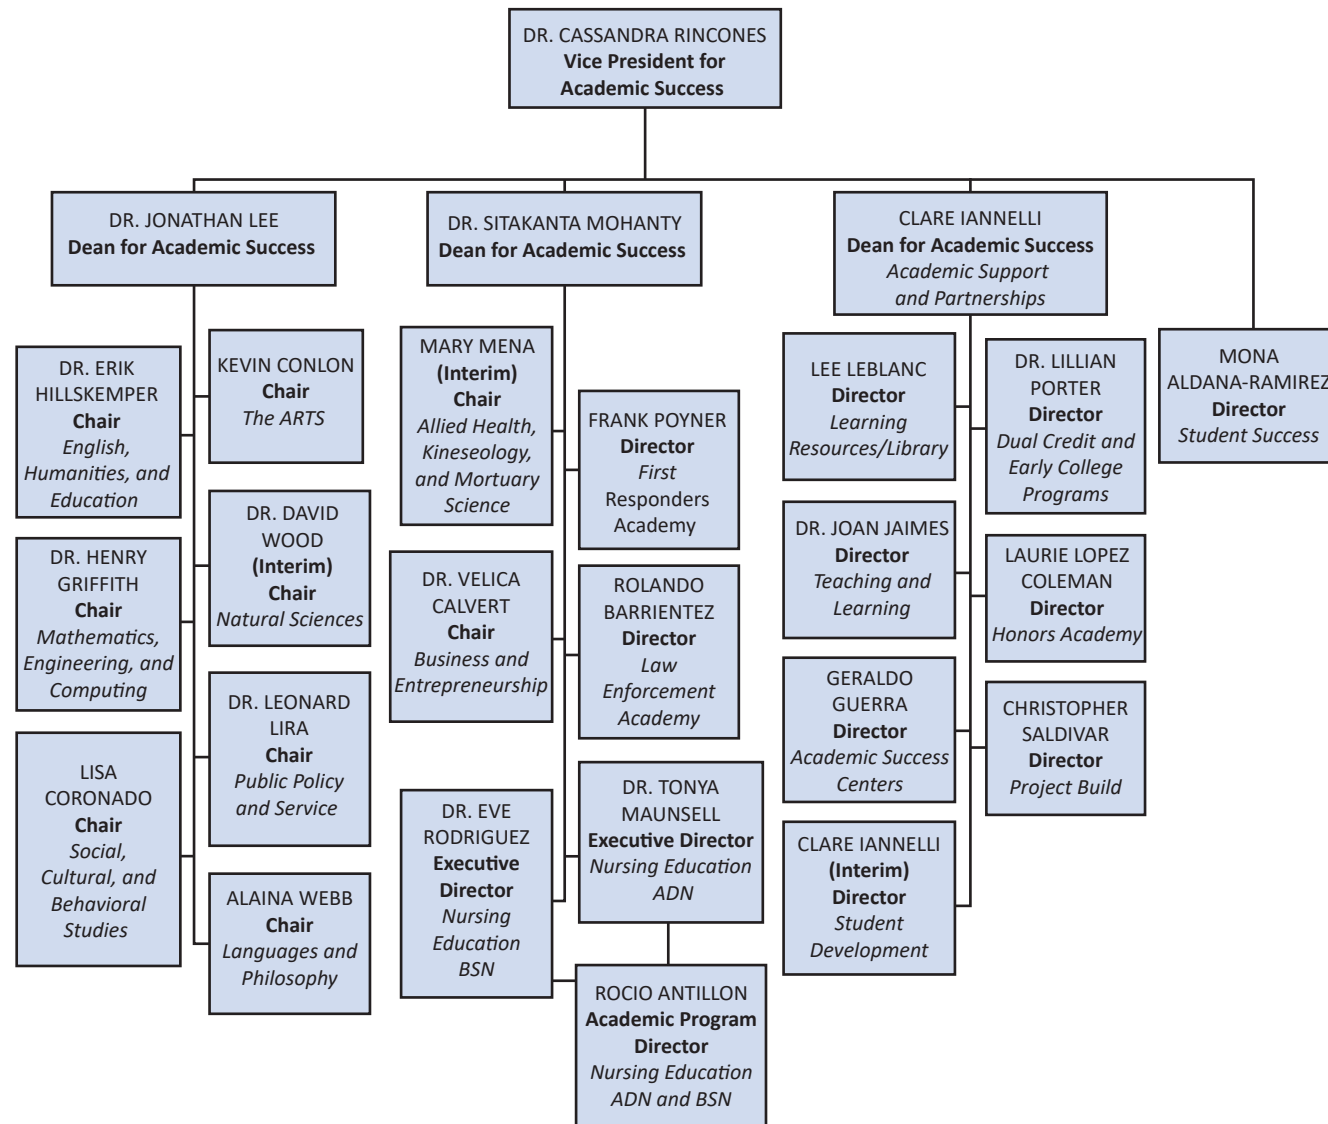 DR. CASSANDRA RINCONES
Vice President for
Academic Success
DR. JONATHAN LEE
Dean for Academic Success
DR. SITAKANTA MOHANTY
Dean for Academic Success
CLARE IANNELLI
Dean for Academic Success
Academic Support
and Partnerships
MONA
ALDANA-RAMIREZ
Director
Student Success
DR. ERIK
HILLSKEMPER
Chair
English,
Humanities, and
Education
KEVIN CONLON
Chair
The ARTS
DR. HENRY
GRIFFITH
Chair
Mathematics,
Engineering, and
Computing
DR. DAVID
WOOD
(Interim)
Chair
Natural Sciences
LISA
CORONADO
Chair
Social,
Cultural, and
Behavioral
Studies
DR. LEONARD
LIRA
Chair
Public Policy
and Service
ALAINA WEBB
Chair
Languages and
Philosophy
MARY MENA
(Interim)
Chair
Allied Health,
Kineseology,
and Mortuary
Science
FRANK POYNER
Director
First
Responders
Academy
DR. VELICA
CALVERT
Chair
Business and
Entrepreneurship
ROLANDO
BARRIENTEZ
Director
Law
Enforcement
Academy
DR. EVE
RODRIGUEZ
Executive
Director
Nursing
Education
BSN
DR. TONYA
MAUNSELL
Executive Director
Nursing Education
ADN
ROCIO ANTILLON
Academic Program
Director
Nursing Education
ADN and BSN
LEE LEBLANC
Director
Learning
Resources/Library
DR. LILLIAN
PORTER
Director
Dual Credit and
Early College
Programs
DR. JOAN JAIMES
Director
Teaching and
Learning
LAURIE LOPEZ
COLEMAN
Director
Honors Academy
GERALDO
GUERRA
Director
Academic Success
Centers
CHRISTOPHER
SALDIVAR
Director
Project Build
CLARE IANNELLI
(Interim)
Director
Student
Development